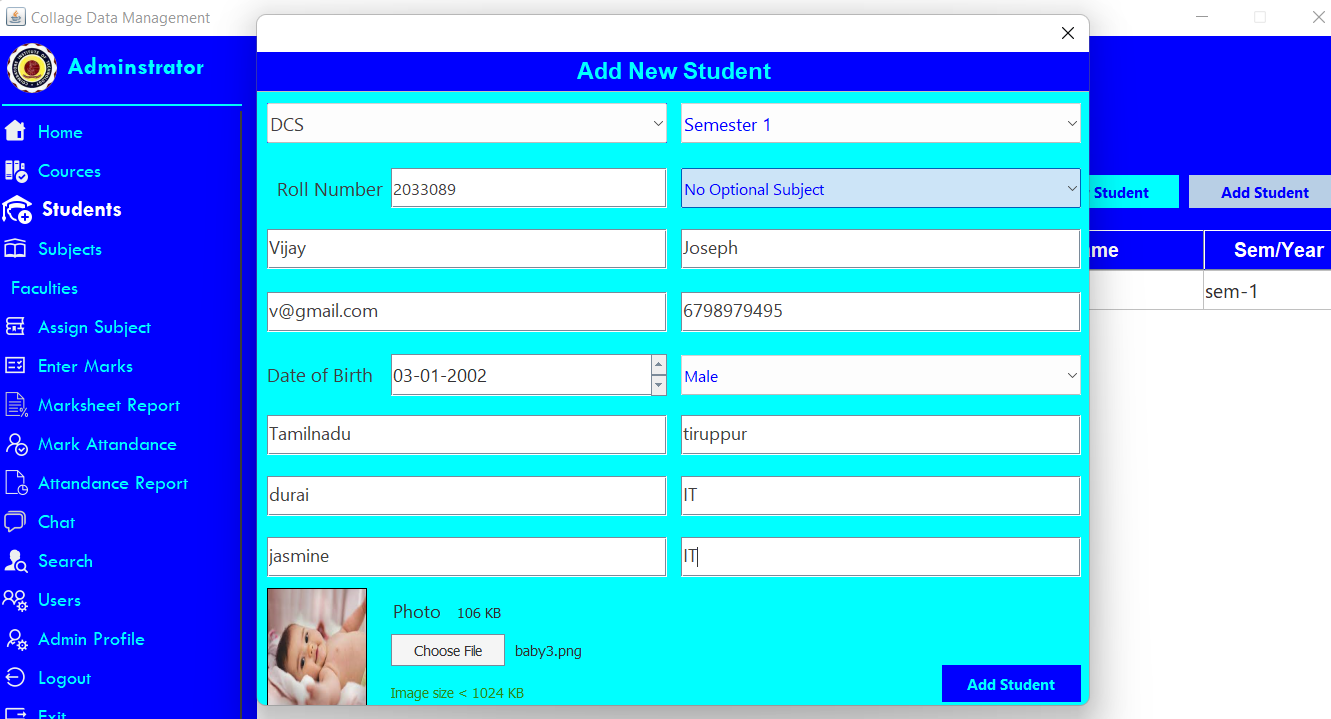 Collage Data Management
Adminstrator
Home
Cources
Students
Subjects
Faculties
Assign Subject
Enter Marks
Marksheet Report
Mark Attandance
Attandance Report
Chat
Search
Users
Admin Profile
Logout
Exit
Add New Student
DCS
Semester 1
Roll Number 2033089
No Optional Subject
Vijay
Joseph
v@gmail.com
6798979495
Date of Birth 03-01-2002
Male
Tamilnadu
tiruppur
durai
IT
jasmine
IT
Photo 106 KB
Choose File baby3.png
Image size < 1024 KB
Add Student
Student
Add Student
me
Sem/Year
sem-1